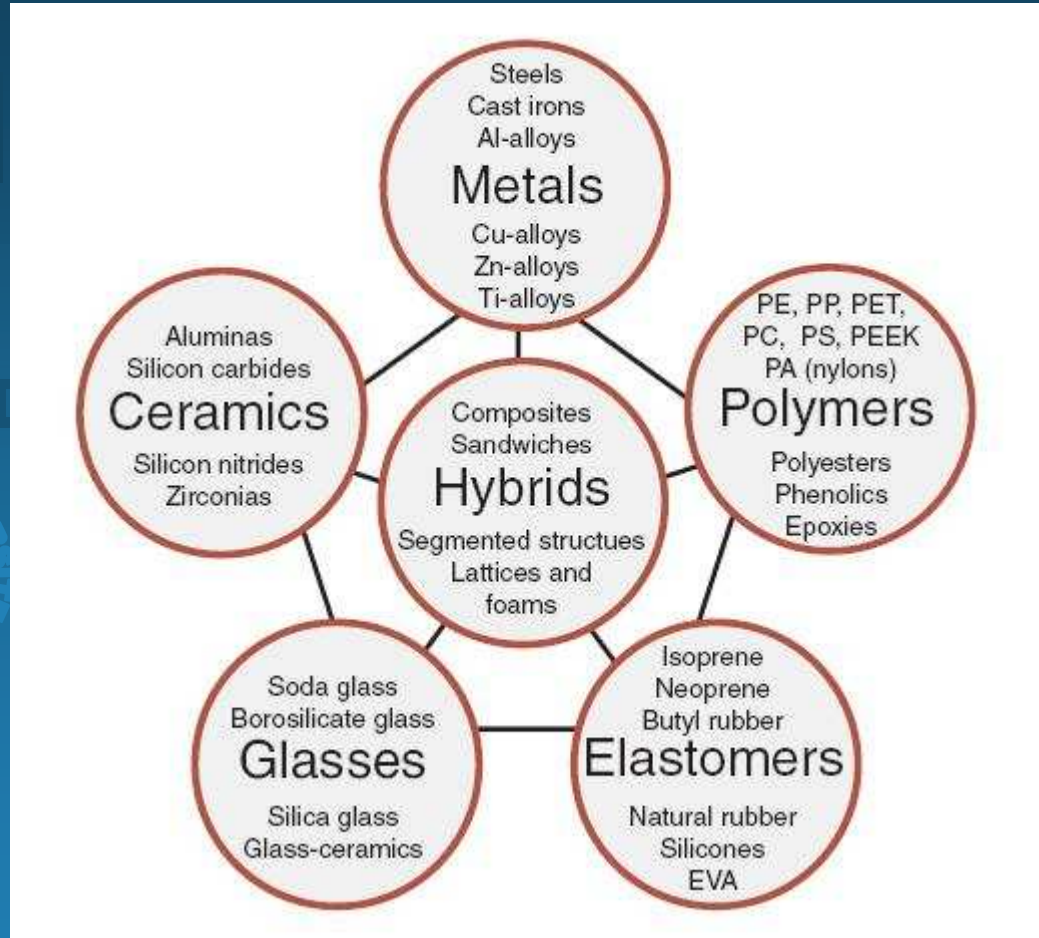 Steels
Cast irons
Al-alloys
Metals
Cu-alloys
Zn-alloys
Ti-alloys
Aluminas
Silicon carbides
Ceramics
Silicon nitrides
Zirconias
Composites
Sandwiches
Hybrids
Segmented structues
Lattices and
foams
PE, PP, PET,
PC, PS, PEEK
PA (nylons)
Polymers
Polyesters
Phenolics
Epoxies
Soda glass
Borosilicate glass
Glasses
Silica glass
Glass-ceramics
Isoprene
Neoprene
Butyl rubber
Elastomers
Natural rubber
Silicones
EVA